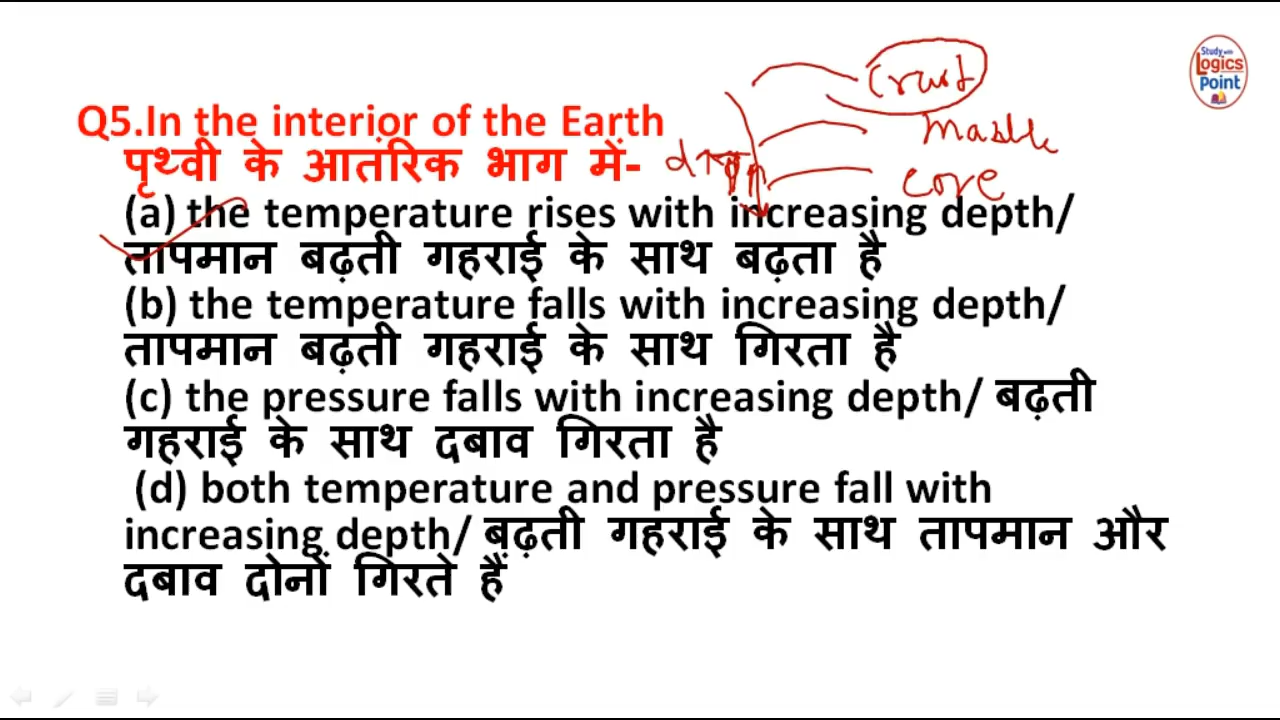 Study with
Logics
Point
Crust
Q5.In the interior of the Earth
mantle
पृथ्वी के आतंरिक भाग में-
core
(a) the temperature rises with increasing depth/
तापमान बढ़ती गहराई के साथ बढ़ता है
(b) the temperature falls with increasing depth/
तापमान बढ़ती गहराई के साथ गिरता है
(c) the pressure falls with increasing depth/ बढ़ती
गहराई के साथ दबाव गिरता है
(d) both temperature and pressure fall with
increasing depth/ बढ़ती गहराई के साथ तापमान और
दबाव दोनों गिरते हैं